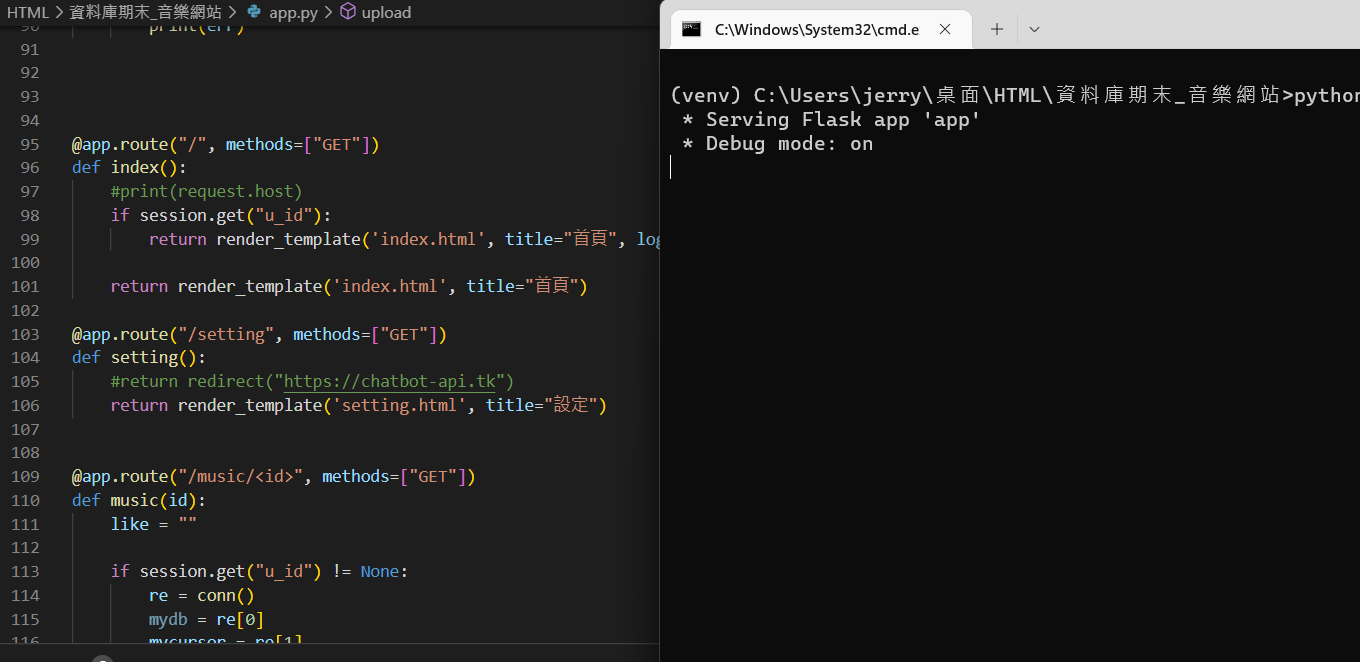 HTML > 資料庫期末_音樂網站 > app.py > upload
90 print(err)
91
92
93
94
95 @app.route("/", methods=["GET"])
96 def index():
97 #print(request.host)
98 if session.get("u_id"):
99 return render_template('index.html', title="首頁", log
100
101 return render_template('index.html', title="首頁")
102
103 @app.route("/setting", methods=["GET"])
104 def setting():
105 #return redirect("https://chatbot-api.tk")
106 return render_template('setting.html', title="設定")
107
108
109 @app.route("/music/<id>", methods=["GET"])
110 def music(id):
111 like = ""
112
113 if session.get("u_id") != None:
114 re = conn()
115 mydb = re[0]
116 mycursor = re[1]
C:\Windows\System32\cmd.e
(venv) C:\Users\jerry\桌面\HTML\資料庫期末_音樂網站>python
* Serving Flask app 'app'
* Debug mode: on